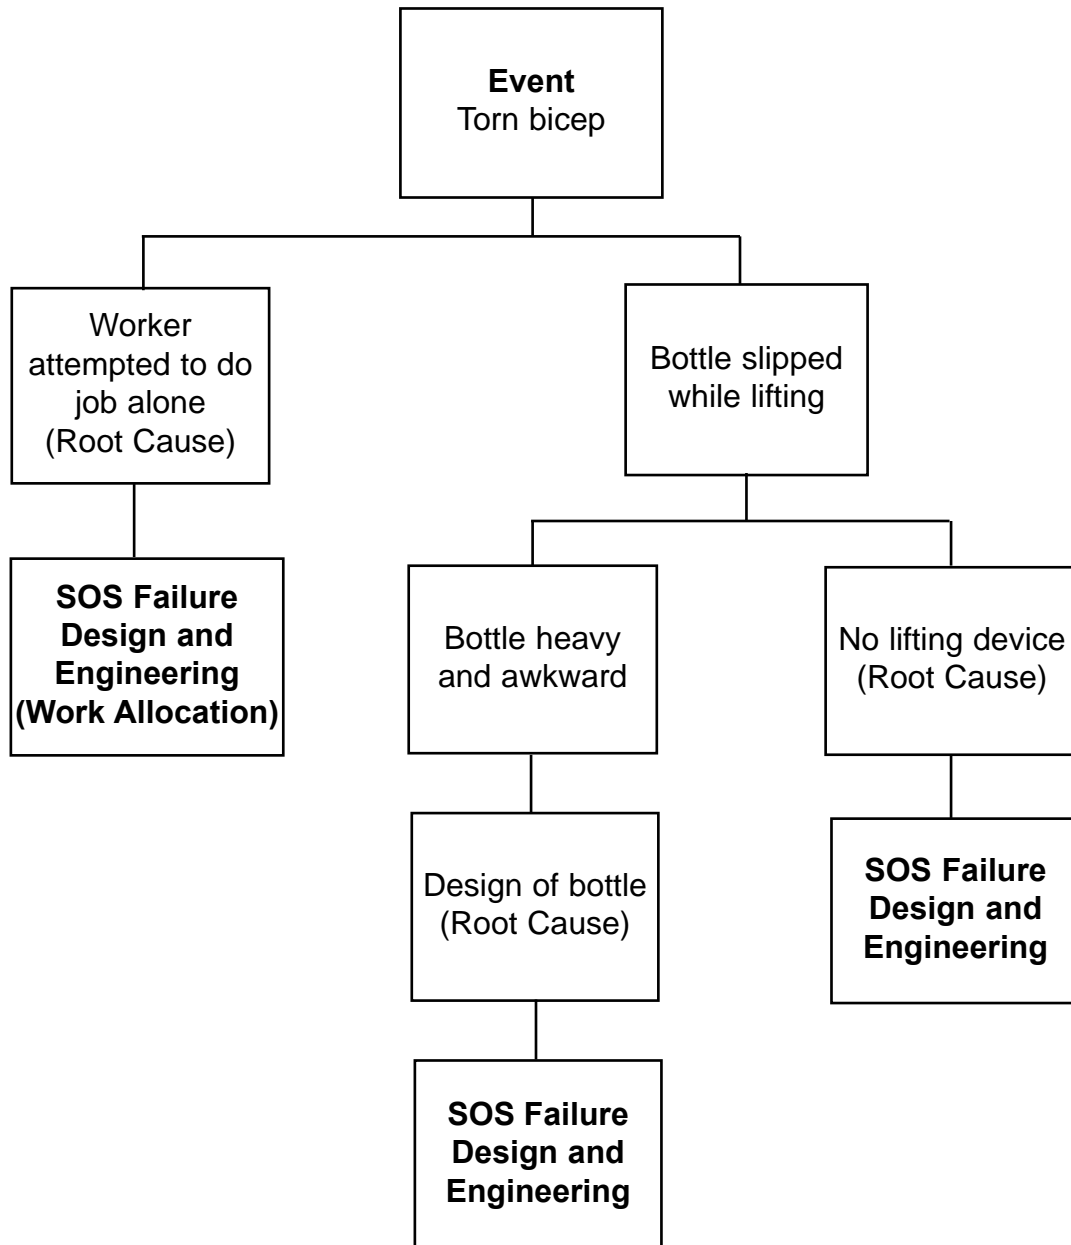 Event
Torn bicep
Worker
attempted to do
job alone
(Root Cause)
Bottle slipped
while lifting
SOS Failure
Design and
Engineering
(Work Allocation)
Bottle heavy
and awkward
No lifting device
(Root Cause)
Design of bottle
(Root Cause)
SOS Failure
Design and
Engineering
SOS Failure
Design and
Engineering